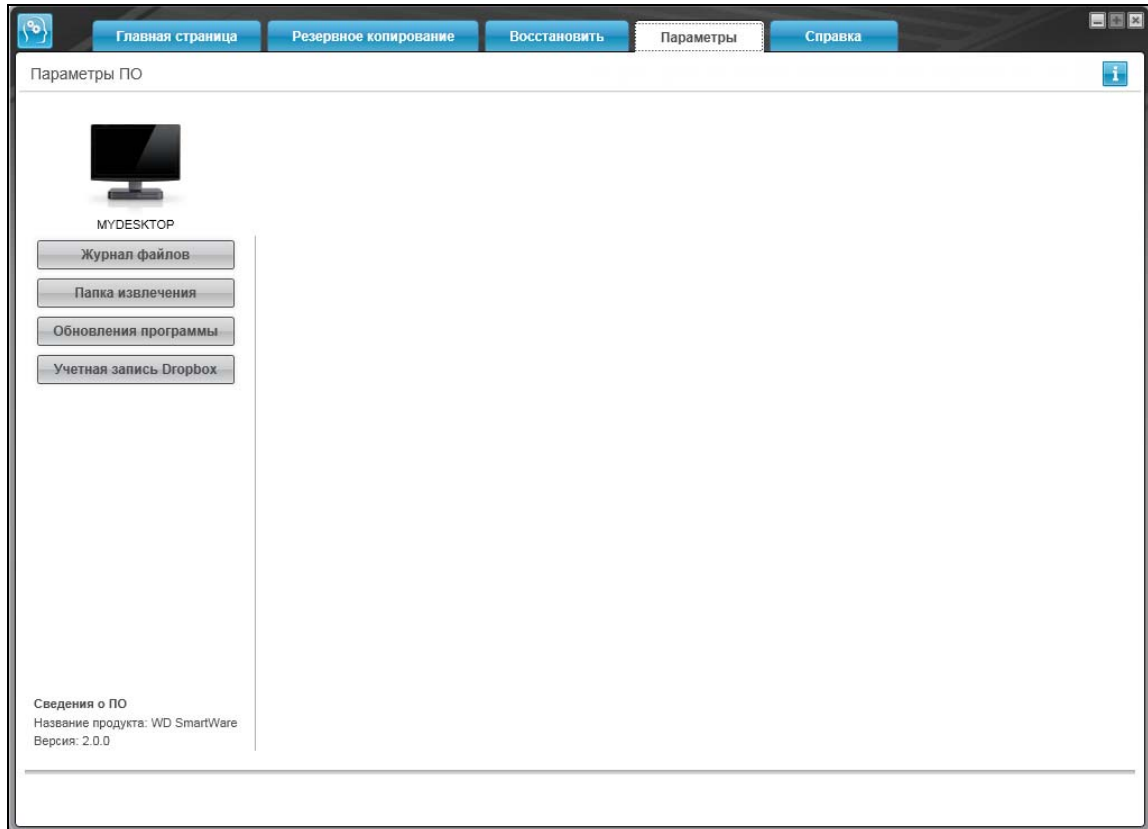 Главная страница
Резервное копирование
Восстановить
Параметры
Справка
Параметры ПО
i
MYDESKTOP
Журнал файлов
Папка извлечения
Обновления программы
Учетная запись Dropbox
Сведения о ПО
Название продукта: WD SmartWare
Версия: 2.0.0